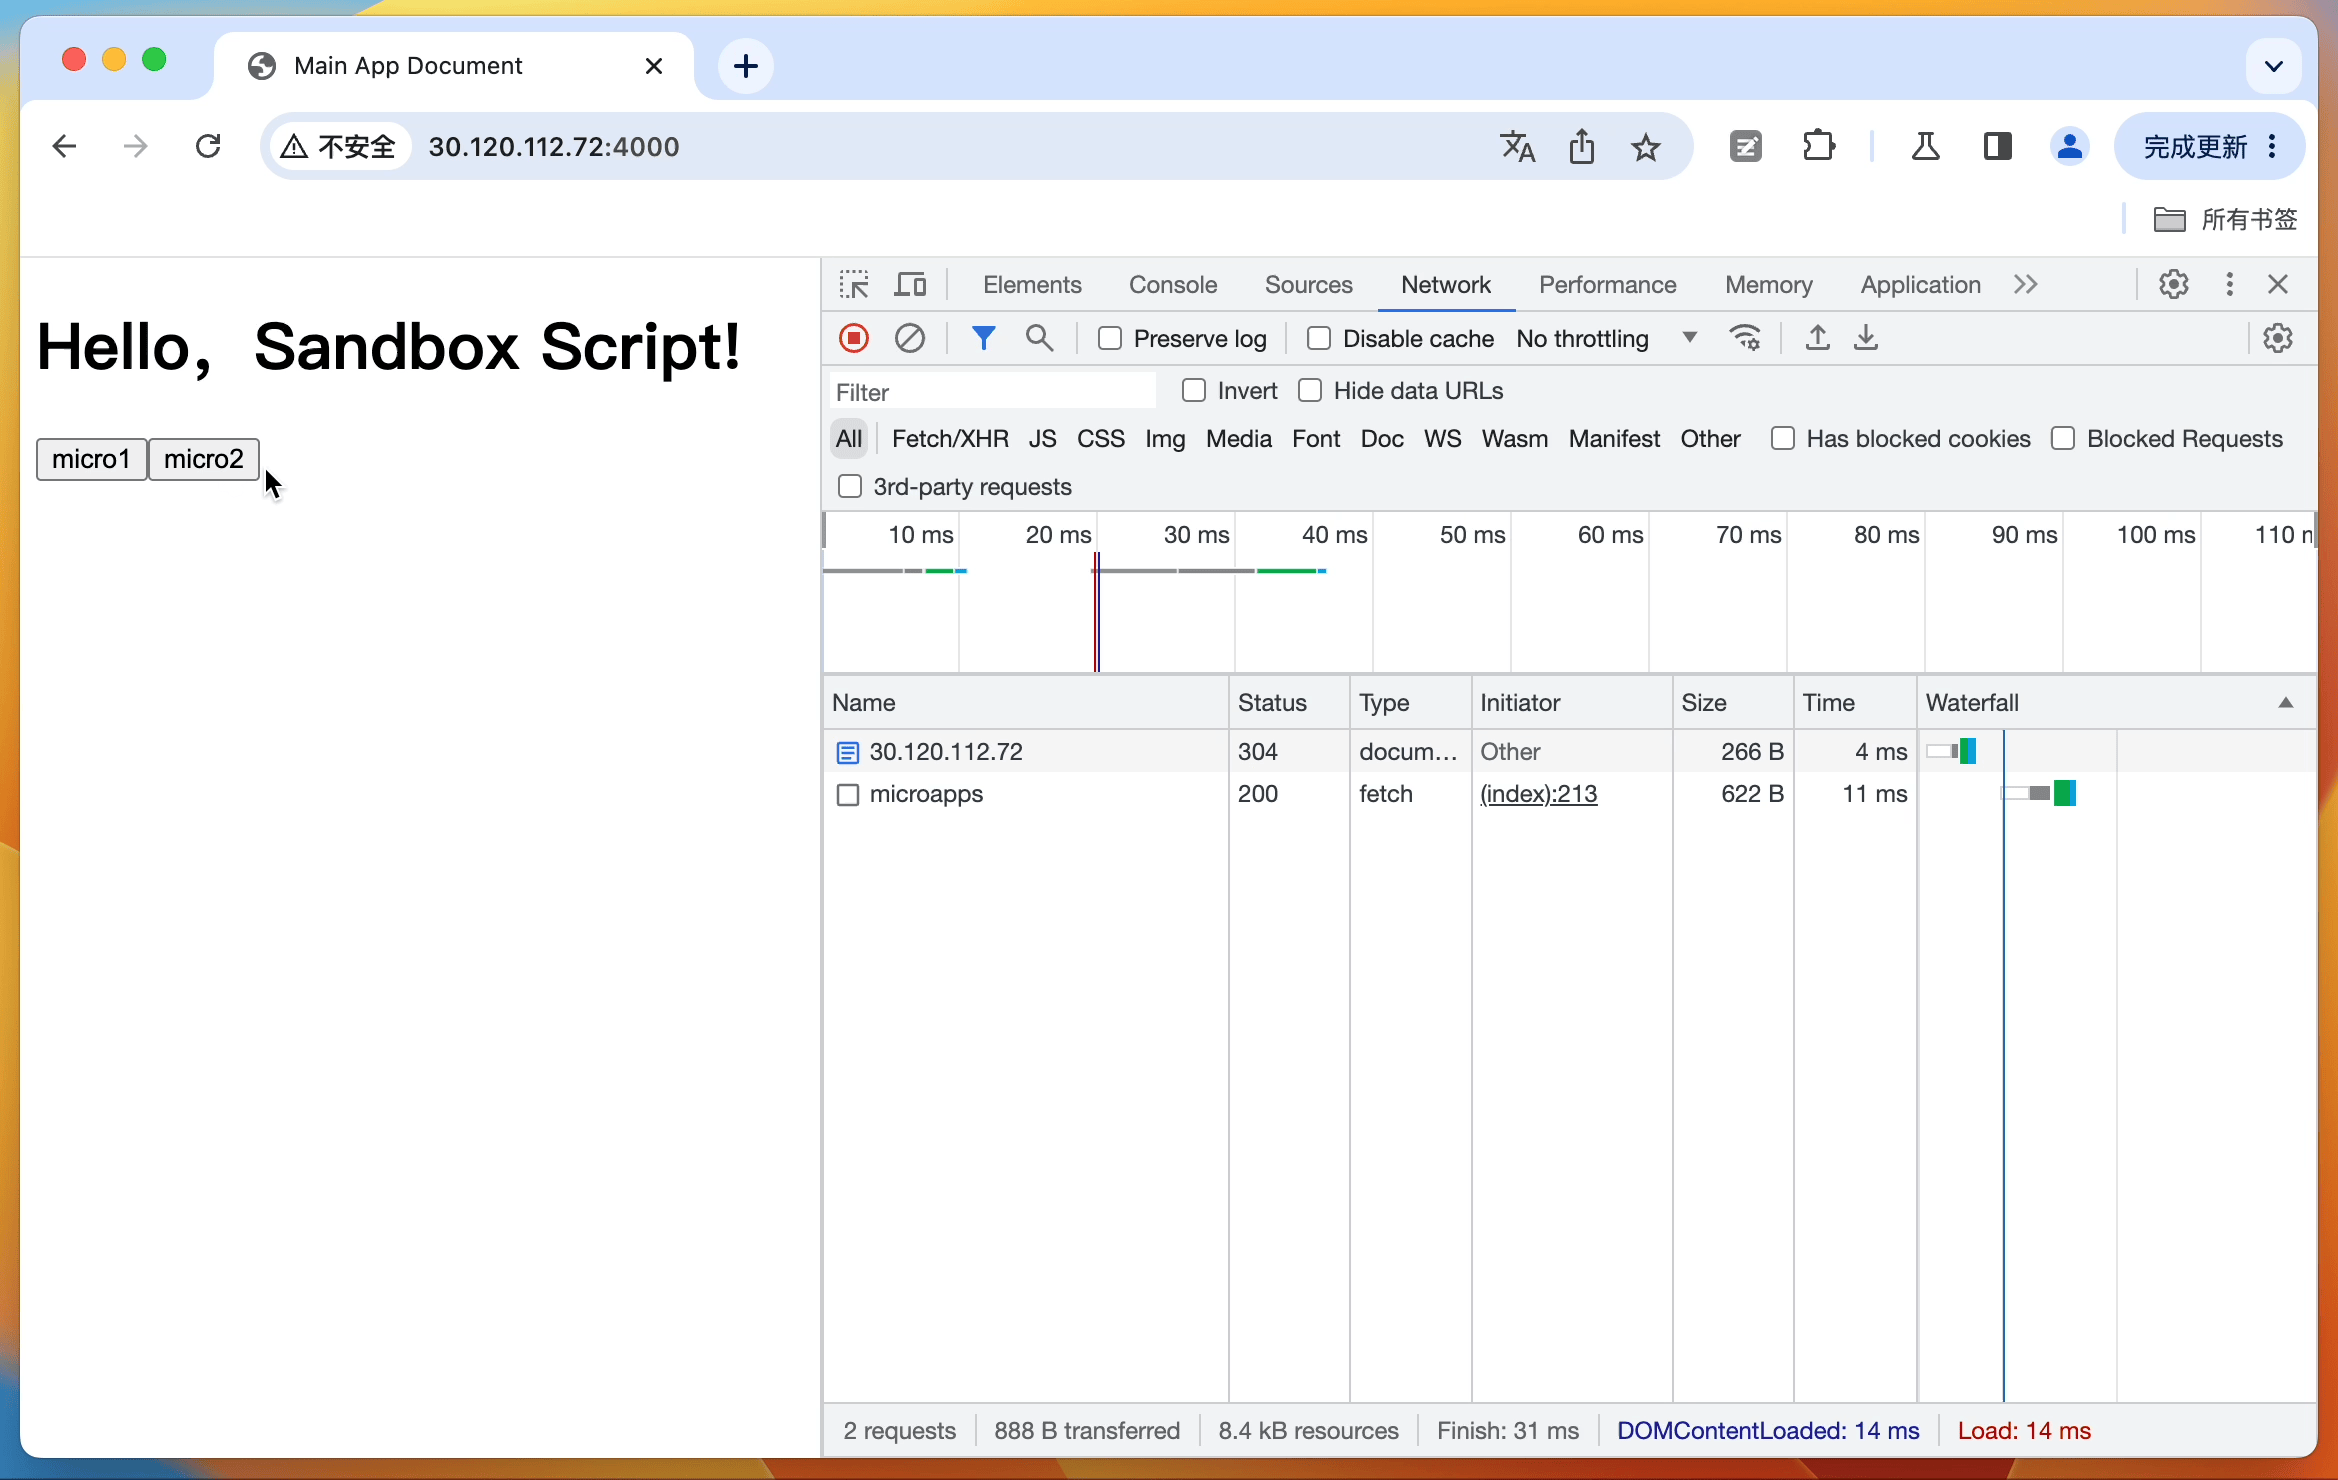 Main App Document
不安全 30.120.112.72:4000 完成更新
所有书签
Hello，Sandbox Script!
micro1 micro2
Elements Console Sources Network Performance Memory Application
Preserve log Disable cache No throttling
Filter Invert Hide data URLs
All Fetch/XHR JS CSS Img Media Font Doc WS Wasm Manifest Other Has blocked cookies Blocked Requests
3rd-party requests
10 ms 20 ms 30 ms 40 ms 50 ms 60 ms 70 ms 80 ms 90 ms 100 ms 110 
Name Status Type Initiator Size Time Waterfall
30.120.112.72 304 docum... Other 266 B 4 ms
microapps 200 fetch (index):213 622 B 11 ms
2 requests 888 B transferred 8.4 kB resources Finish: 31 ms DOMContentLoaded: 14 ms Load: 14 ms